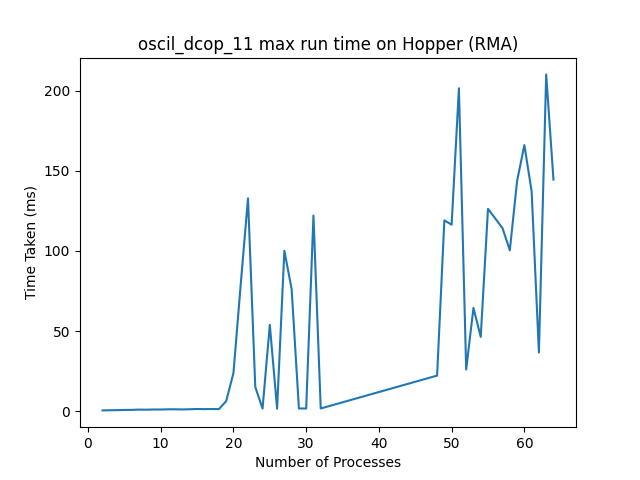 oscil_dcop_11 max run time on Hopper (RMA)
200
150
100
50
0
Time Taken (ms)
0 10 20 30 40 50 60
Number of Processes